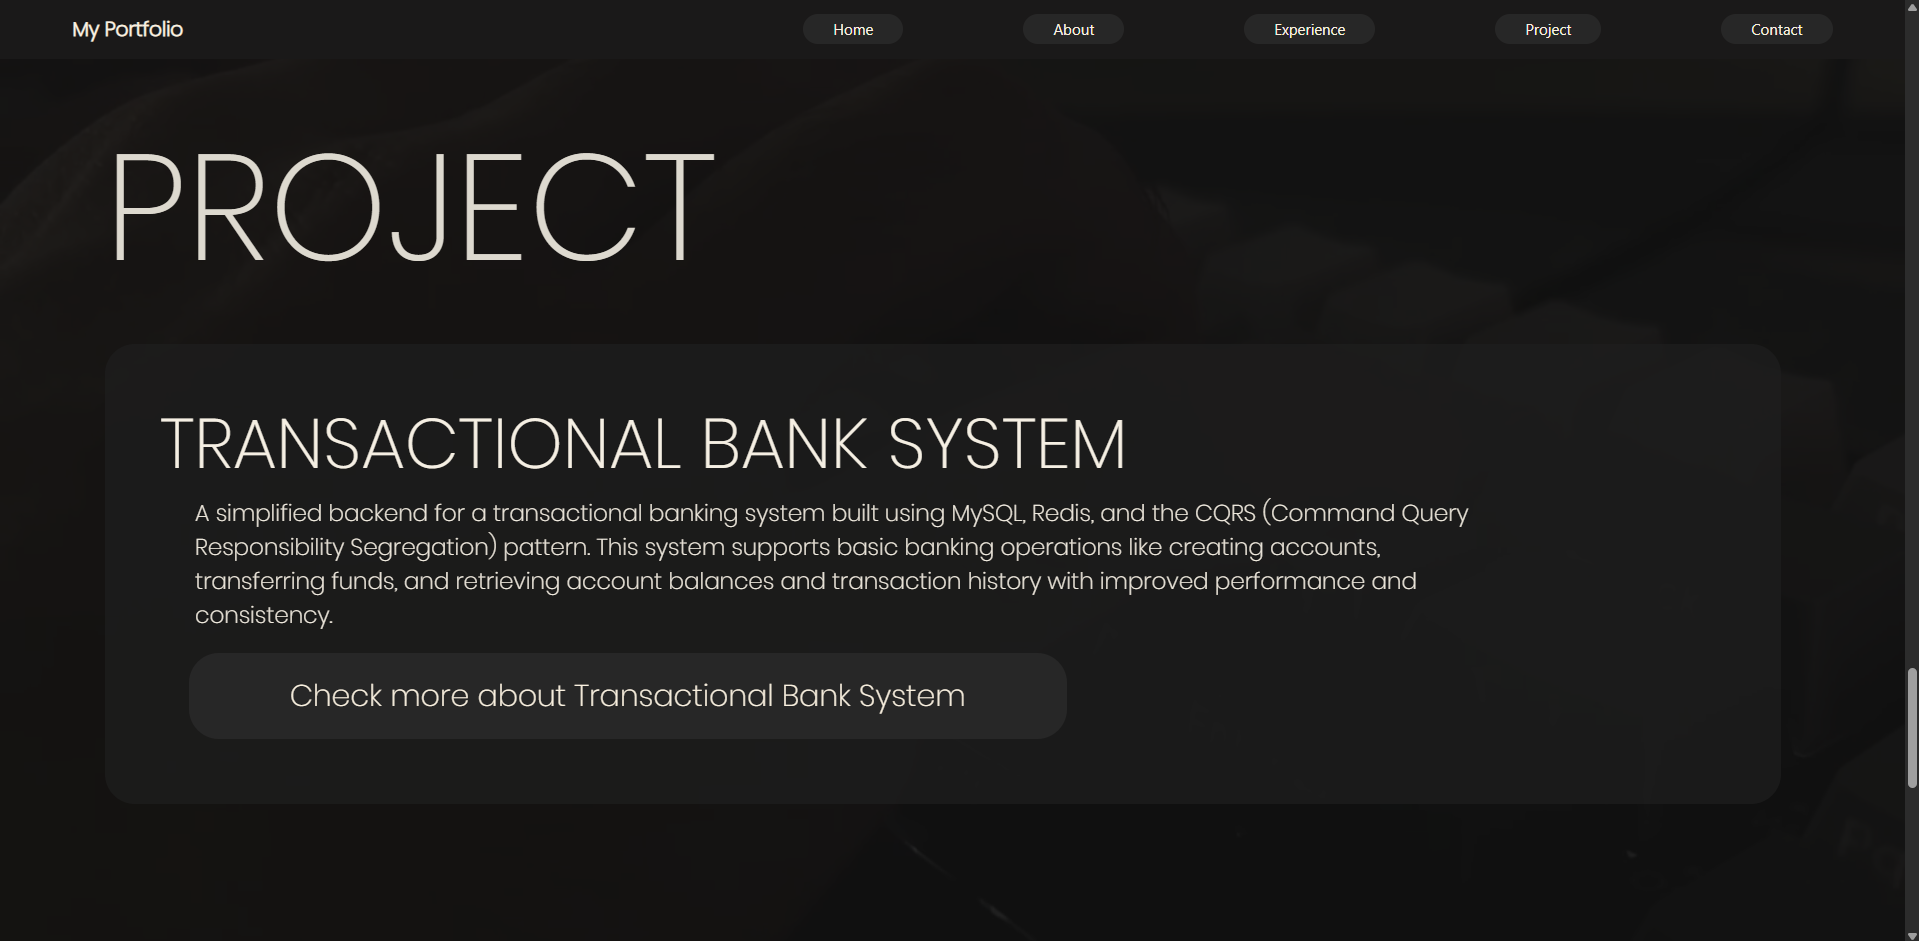 My Portfolio
Home
About
Experience
Project
Contact
PROJECT
TRANSACTIONAL BANK SYSTEM
A simplified backend for a transactional banking system built using MySQL, Redis, and the CQRS (Command Query
Responsibility Segregation) pattern. This system supports basic banking operations like creating accounts,
transferring funds, and retrieving account balances and transaction history with improved performance and
consistency.
Check more about Transactional Bank System